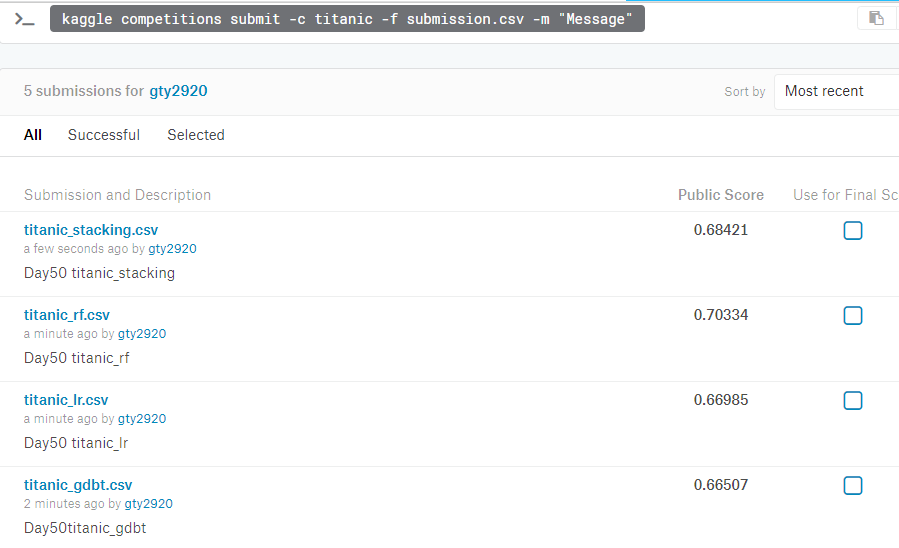 >_ kaggle competitions submit -c titanic -f submission.csv -m "Message"
5 submissions for gty2920 Sort by Most recent
All Successful Selected
Submission and Description Public Score Use for Final Sc
titanic_stacking.csv 0.68421
a few seconds ago by gty2920
Day50 titanic_stacking
titanic_rf.csv 0.70334
a minute ago by gty2920
Day50 titanic_rf
titanic_lr.csv 0.66985
a minute ago by gty2920
Day50 titanic_lr
titanic_gdbt.csv 0.66507
2 minutes ago by gty2920
Day50titanic_gdbt